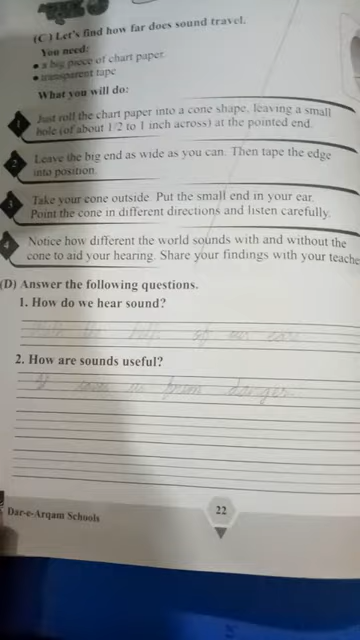 (C) Let's find how far does sound travel.
You need:
• a big piece of chart paper.
• transparent tape
What you will do:
1 Just roll the chart paper into a cone shape, leaving a small
hole (of about 1/2 to 1 inch across) at the pointed end.
2 Leave the big end as wide as you can. Then tape the edge
into position.
3 Take your cone outside. Put the small end in your ear.
Point the cone in different directions and listen carefully.
4 Notice how different the world sounds with and without the
cone to aid your hearing. Share your findings with your teache
(D) Answer the following questions.
1. How do we hear sound?
With the help of our ears
2. How are sounds useful?
It saves us from danger
Dar-e-Arqam Schools
22